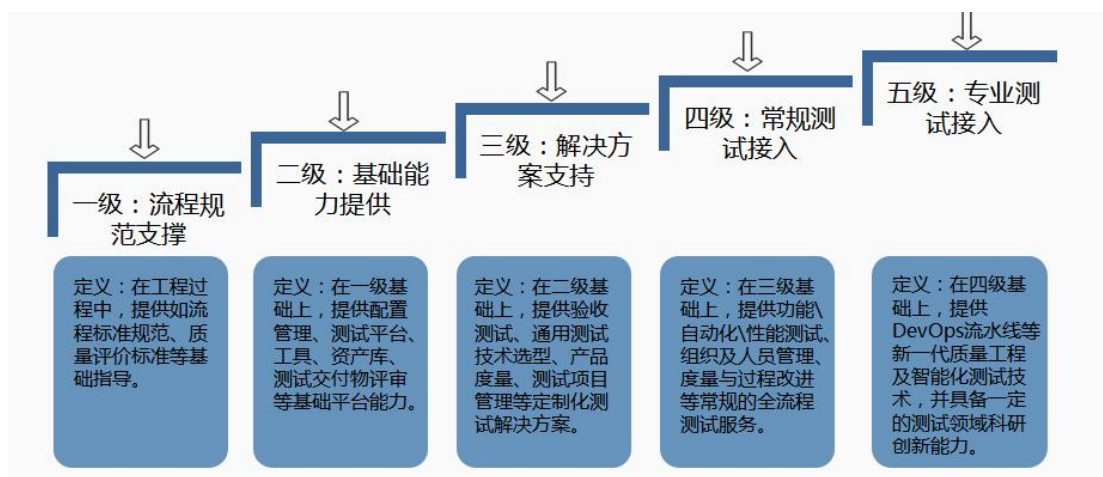 一级：流程规
范支撑
二级：基础能
力提供
三级：解决方
案支持
四级：常规测
试接入
五级：专业测
试接入
定义：在工程过
程中，提供如流
程标准规范、质
量评价标准等基
础指导。
定义：在一级基
础上，提供配置
管理、测试平台、
工具、资产库、
测试交付物评审
等基础平台能力。
定义：在二级基
础上，提供验收
测试、通用测试
技术选型、产品
度量、测试项目
管理等定制化测
试解决方案。
定义：在三级基
础上，提供功能\
自动化\性能测试、
组织及人员管理、
度量与过程改进
等常规的全流程
测试服务。
定义：在四级基
础上，提供
DevOps流水线等
新一代质量工程
及智能化测试技
术，并具备一定
的测试领域科研
创新能力。